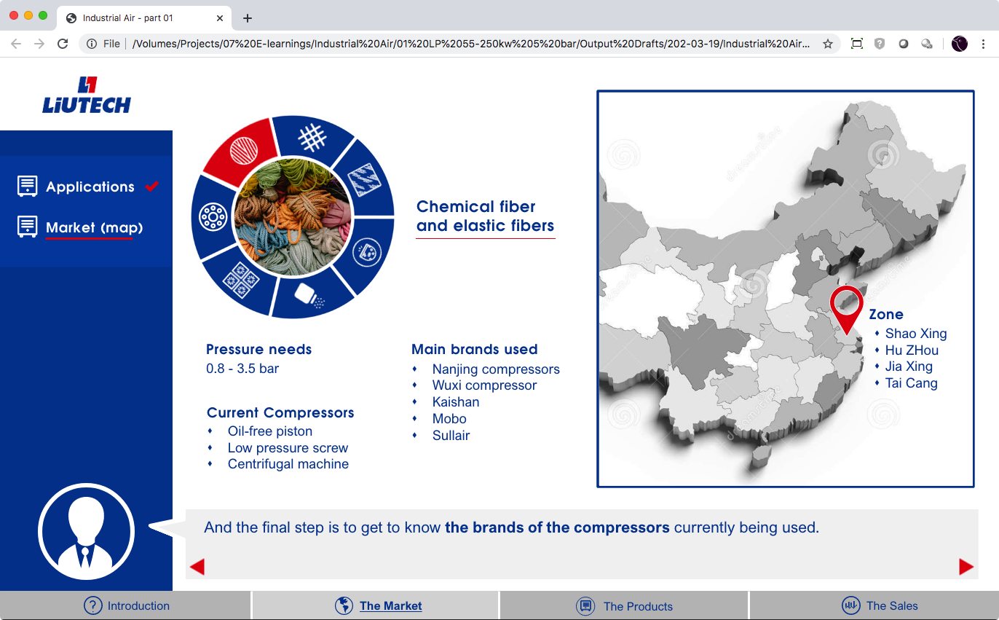 Industrial Air - part 01
File
/Volumes/Projects/07%20E-learnings/Industrial%20Air/01%20LP%2055-250kw%205%20bar/Output%20Drafts/202-03-19/Industrial%20Air...
LiUTECH
Applications
Market (map)
Chemical fiber
and elastic fibers
Pressure needs
0.8 - 3.5 bar
Current Compressors
Oil-free piston
Low pressure screw
Centrifugal machine
Main brands used
Nanjing compressors
Wuxi compressor
Kaishan
Mobo
Sullair
dreamstime
dreamstime
dreamstime
dreamstime
Zone
Shao Xing
Hu ZHou
Jia Xing
Tai Cang
And the final step is to get to know the brands of the compressors currently being used.
Introduction
The Market
The Products
The Sales